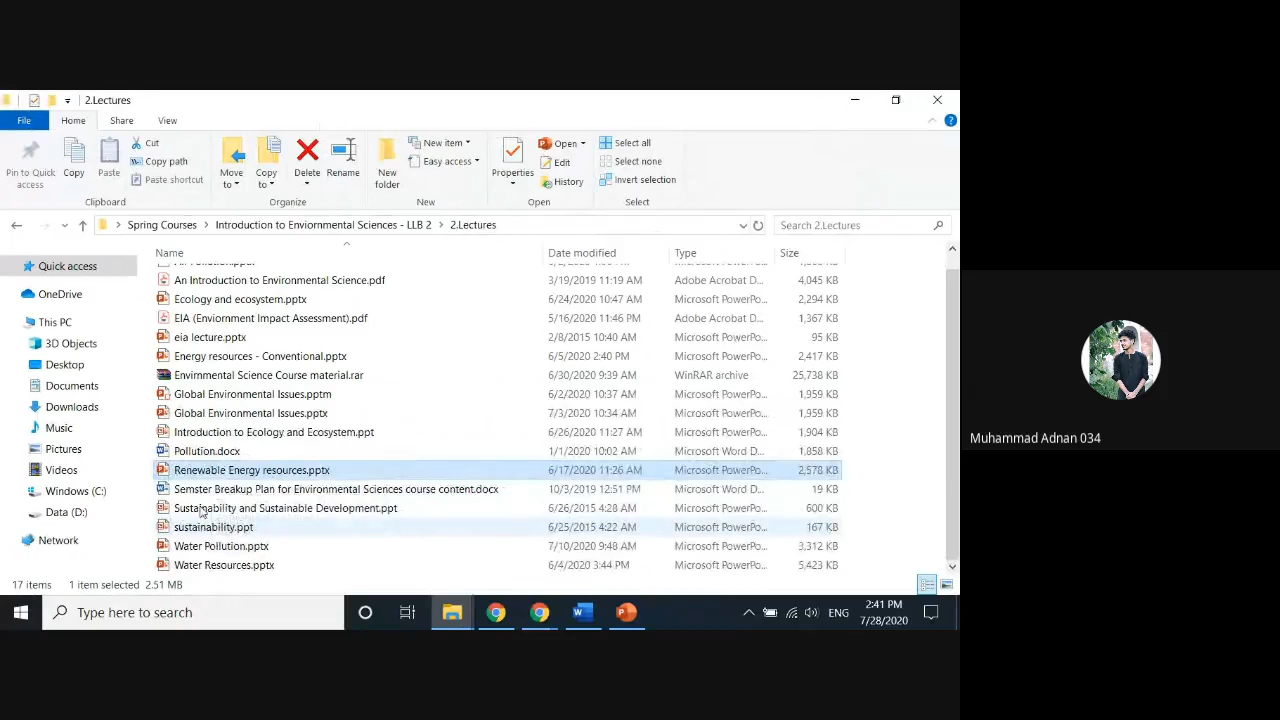 2.Lectures
File Home Share View
Pin to Quick access
Copy
Paste
Cut
Copy path
Paste shortcut
Clipboard
Move to
Copy to
Delete
Rename
Organize
New folder
New item
Easy access
New
Properties
Open
Edit
History
Open
Select all
Select none
Invert selection
Select
Spring Courses > Introduction to Enviornmental Sciences - LLB 2 > 2.Lectures
Search 2.Lectures
Name Date modified Type Size
An Introduction to Environmental Science.pdf 3/19/2019 11:19 AM Adobe Acrobat D... 4,045 KB
Ecology and ecosystem.pptx 6/24/2020 10:47 AM Microsoft PowerPo... 2,294 KB
EIA (Enviornment Impact Assessment).pdf 5/16/2020 11:46 PM Adobe Acrobat D... 1,367 KB
eia lecture.pptx 2/8/2015 10:40 AM Microsoft PowerPo... 95 KB
Energy resources - Conventional.pptx 6/5/2020 2:40 PM Microsoft PowerPo... 2,417 KB
Envirnmental Science Course material.rar 6/30/2020 9:39 AM WinRAR archive 25,738 KB
Global Environmental Issues.pptm 6/2/2020 10:37 AM Microsoft PowerPo... 1,959 KB
Global Environmental Issues.pptx 7/3/2020 10:34 AM Microsoft PowerPo... 1,959 KB
Introduction to Ecology and Ecosystem.ppt 6/26/2020 11:27 AM Microsoft PowerPo... 1,904 KB
Pollution.docx 1/1/2020 10:02 AM Microsoft Word D... 1,858 KB
Renewable Energy resources.pptx 6/17/2020 11:26 AM Microsoft PowerPo... 2,578 KB
Semster Breakup Plan for Environmental Sciences course content.docx 10/3/2019 12:51 PM Microsoft Word D... 19 KB
Sustainability and Sustainable Development.ppt 6/26/2015 4:28 AM Microsoft PowerPo... 600 KB
sustainability.ppt 6/25/2015 4:22 AM Microsoft PowerPo... 167 KB
Water Pollution.pptx 7/10/2020 9:48 AM Microsoft PowerPo... 3,312 KB
Water Resources.pptx 6/4/2020 3:44 PM Microsoft PowerPo... 5,423 KB
Quick access
OneDrive
This PC
3D Objects
Desktop
Documents
Downloads
Music
Pictures
Videos
Windows (C:)
Data (D:)
Network
17 items 1 item selected 2.51 MB
Type here to search
ENG
2:41 PM
7/28/2020
Muhammad Adnan 034